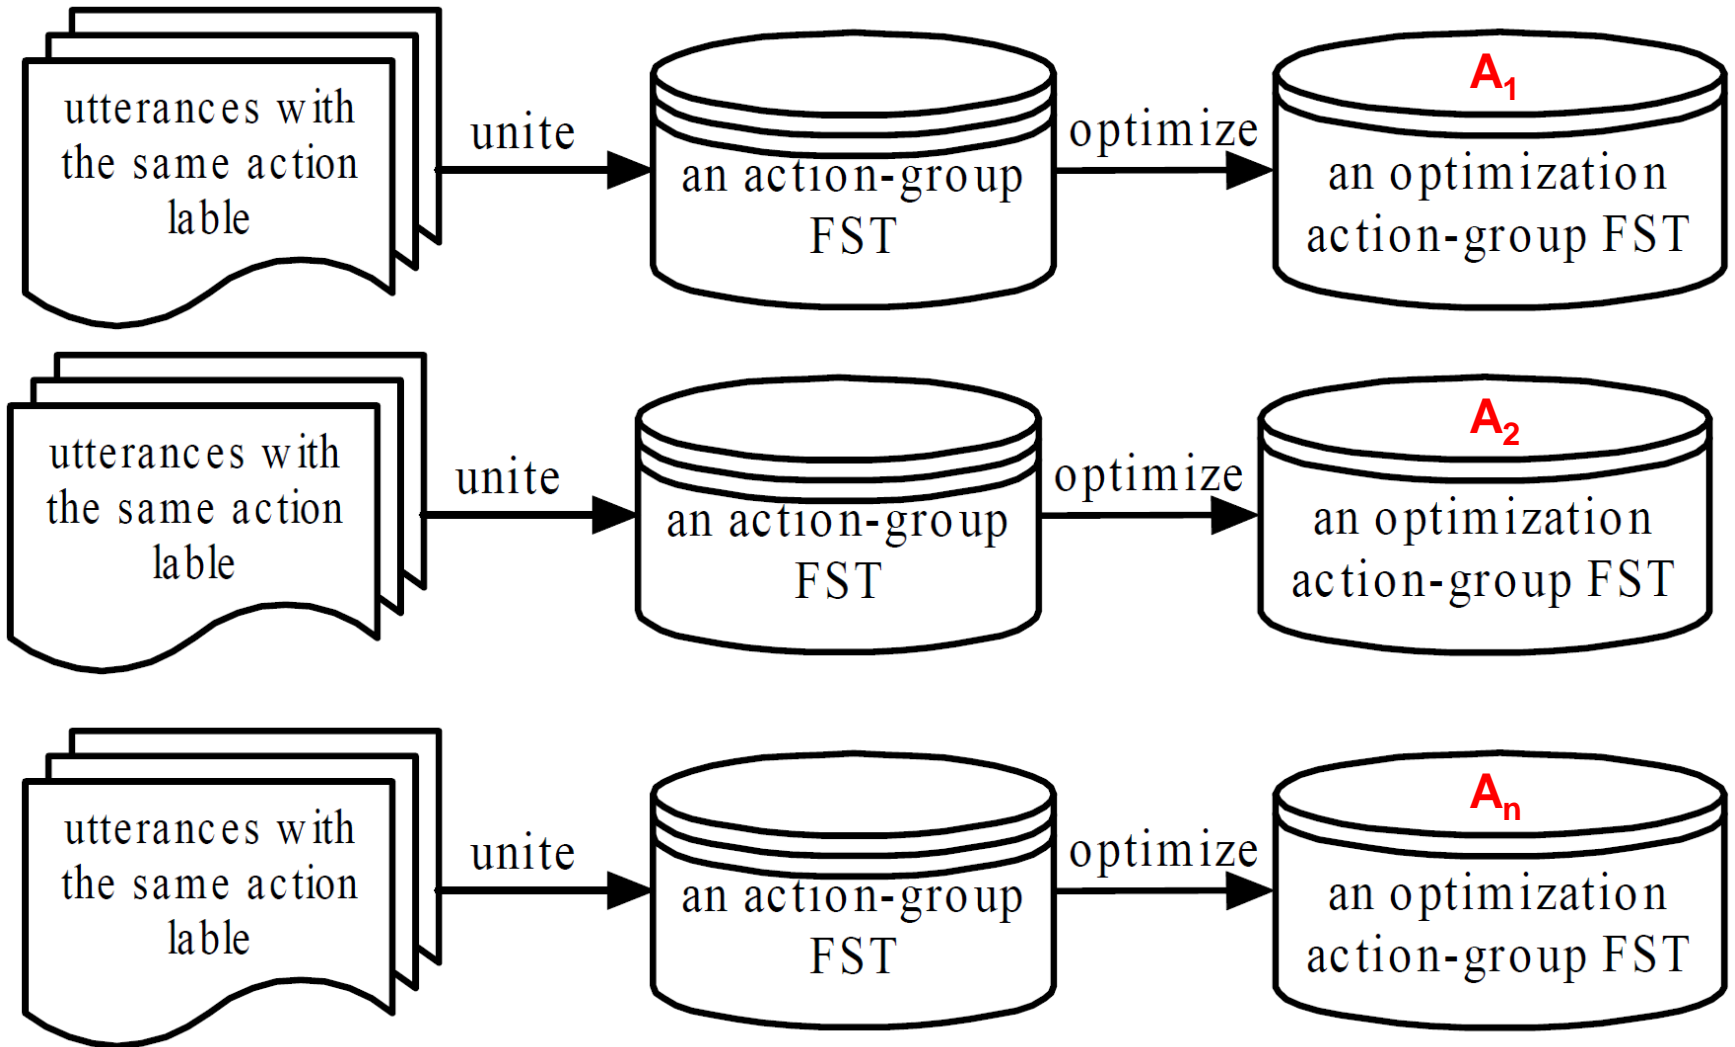 utterances with
the same action
lable
unite
an action-group
FST
optimize
A1
an optimization
action-group FST
utterances with
the same action
lable
unite
an action-group
FST
optimize
A2
an optimization
action-group FST
utterances with
the same action
lable
unite
an action-group
FST
optimize
An
an optimization
action-group FST